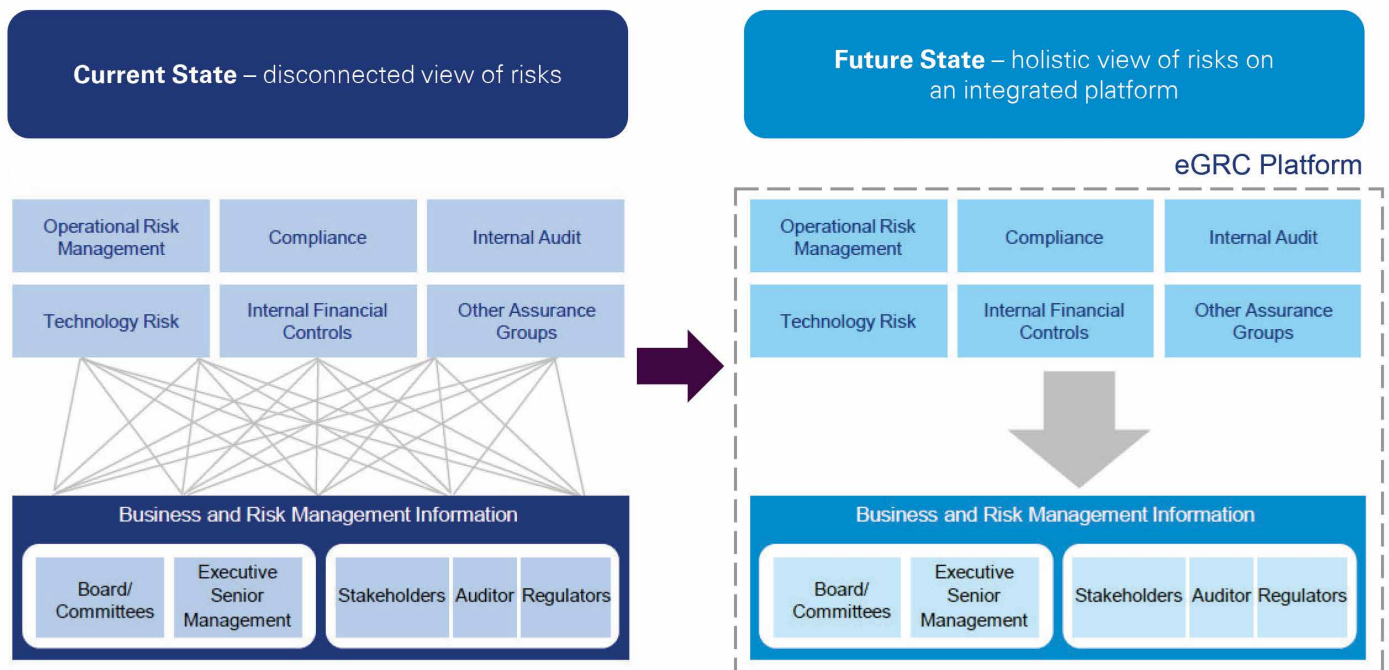 Current State – disconnected view of risks
Future State – holistic view of risks on
an integrated platform
eGRC Platform
Operational Risk
Management
Compliance
Internal Audit
Technology Risk
Internal Financial
Controls
Other Assurance
Groups
Business and Risk Management Information
Board/
Committees
Executive
Senior
Management
Stakeholders
Auditor
Regulators
Operational Risk
Management
Compliance
Internal Audit
Technology Risk
Internal Financial
Controls
Other Assurance
Groups
Business and Risk Management Information
Board/
Committees
Executive
Senior
Management
Stakeholders
Auditor
Regulators